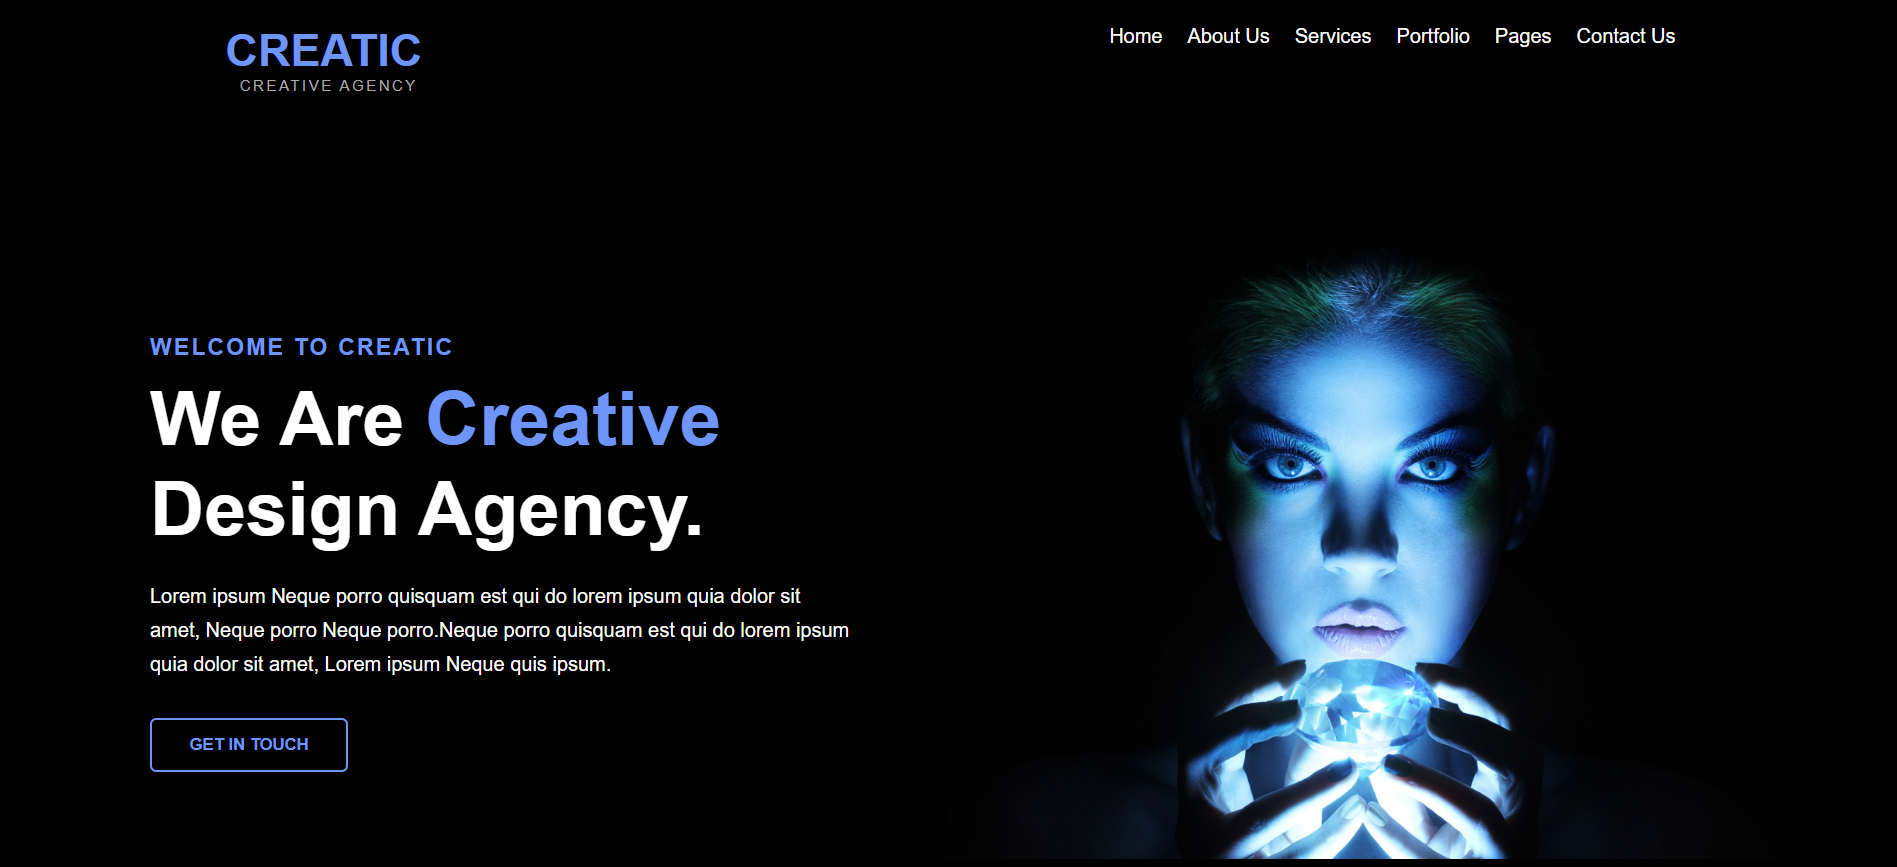 CREATIC
CREATIVE AGENCY
Home About Us Services Portfolio Pages Contact Us
WELCOME TO CREATIC
We Are Creative
Design Agency.
Lorem ipsum Neque porro quisquam est qui do lorem ipsum quia dolor sit
amet, Neque porro Neque porro.Neque porro quisquam est qui do lorem ipsum
quia dolor sit amet, Lorem ipsum Neque quis ipsum.
GET IN TOUCH